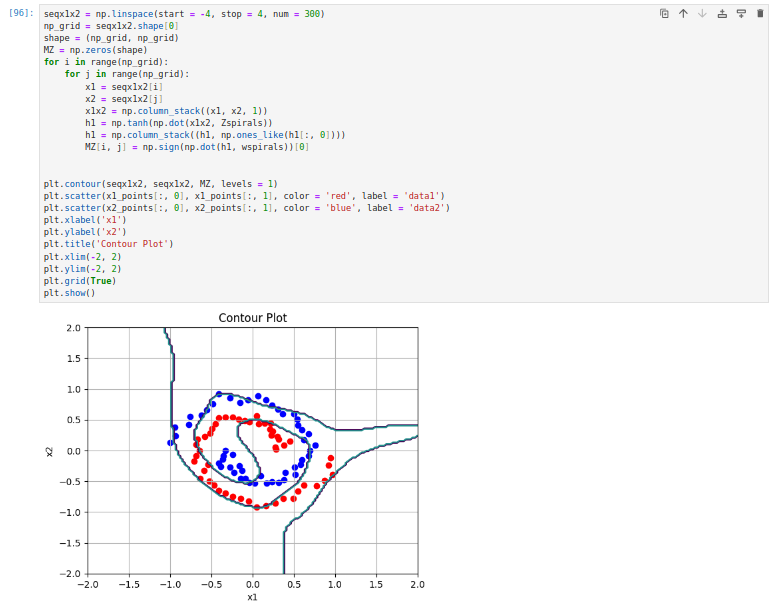 [96]:
seqx1x2 = np.linspace(start = -4, stop = 4, num = 300)
np_grid = seqx1x2.shape[0]
shape = (np_grid, np_grid)
MZ = np.zeros(shape)
for i in range(np_grid):
    for j in range(np_grid):
        x1 = seqx1x2[i]
        x2 = seqx1x2[j]
        x1x2 = np.column_stack((x1, x2, 1))
        h1 = np.tanh(np.dot(x1x2, Zspirals))
        h1 = np.column_stack((h1, np.ones_like(h1[:, 0])))
        MZ[i, j] = np.sign(np.dot(h1, wspirals))[0]
plt.contour(seqx1x2, seqx1x2, MZ, levels = 1)
plt.scatter(x1_points[:, 0], x1_points[:, 1], color = 'red', label = 'data1')
plt.scatter(x2_points[:, 0], x2_points[:, 1], color = 'blue', label = 'data2')
plt.xlabel('x1')
plt.ylabel('x2')
plt.title('Contour Plot')
plt.xlim(-2, 2)
plt.ylim(-2, 2)
plt.grid(True)
plt.show()
Contour Plot
2.0
1.5
1.0
0.5
0.0
−0.5
−1.0
−1.5
−2.0
x2
−2.0 −1.5 −1.0 −0.5 0.0 0.5 1.0 1.5 2.0
x1